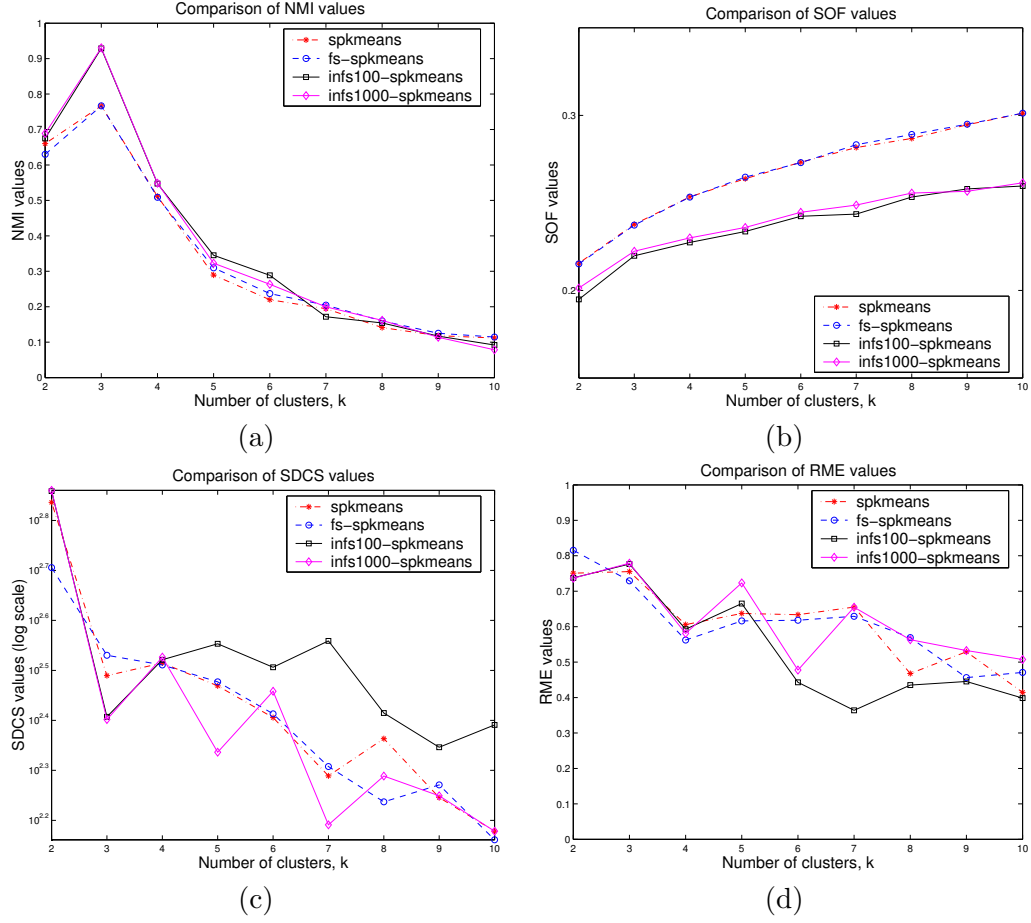 Comparison of NMI values
NMI values
1
0.9
0.8
0.7
0.6
0.5
0.4
0.3
0.2
0.1
0
spkmeans
fs-spkmeans
infs100-spkmeans
infs1000-spkmeans
2 3 4 5 6 7 8 9 10
Number of clusters, k
(a)
Comparison of SOF values
SOF values
0.3
0.2
spkmeans
fs-spkmeans
infs100-spkmeans
infs1000-spkmeans
2 3 4 5 6 7 8 9 10
Number of clusters, k
(b)
Comparison of SDCS values
SDCS values (log scale)
10^2.8
10^2.7
10^2.6
10^2.5
10^2.4
10^2.3
10^2.2
spkmeans
fs-spkmeans
infs100-spkmeans
infs1000-spkmeans
2 3 4 5 6 7 8 9 10
Number of clusters, k
(c)
Comparison of RME values
RME values
1
0.9
0.8
0.7
0.6
0.5
0.4
0.3
0.2
0.1
0
spkmeans
fs-spkmeans
infs100-spkmeans
infs1000-spkmeans
2 3 4 5 6 7 8 9 10
Number of clusters, k
(d)